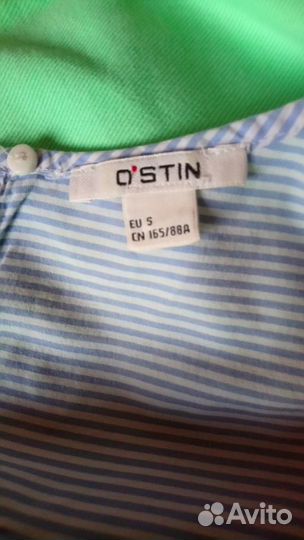 O'STIN
EU S
CN 165/88A
Avito